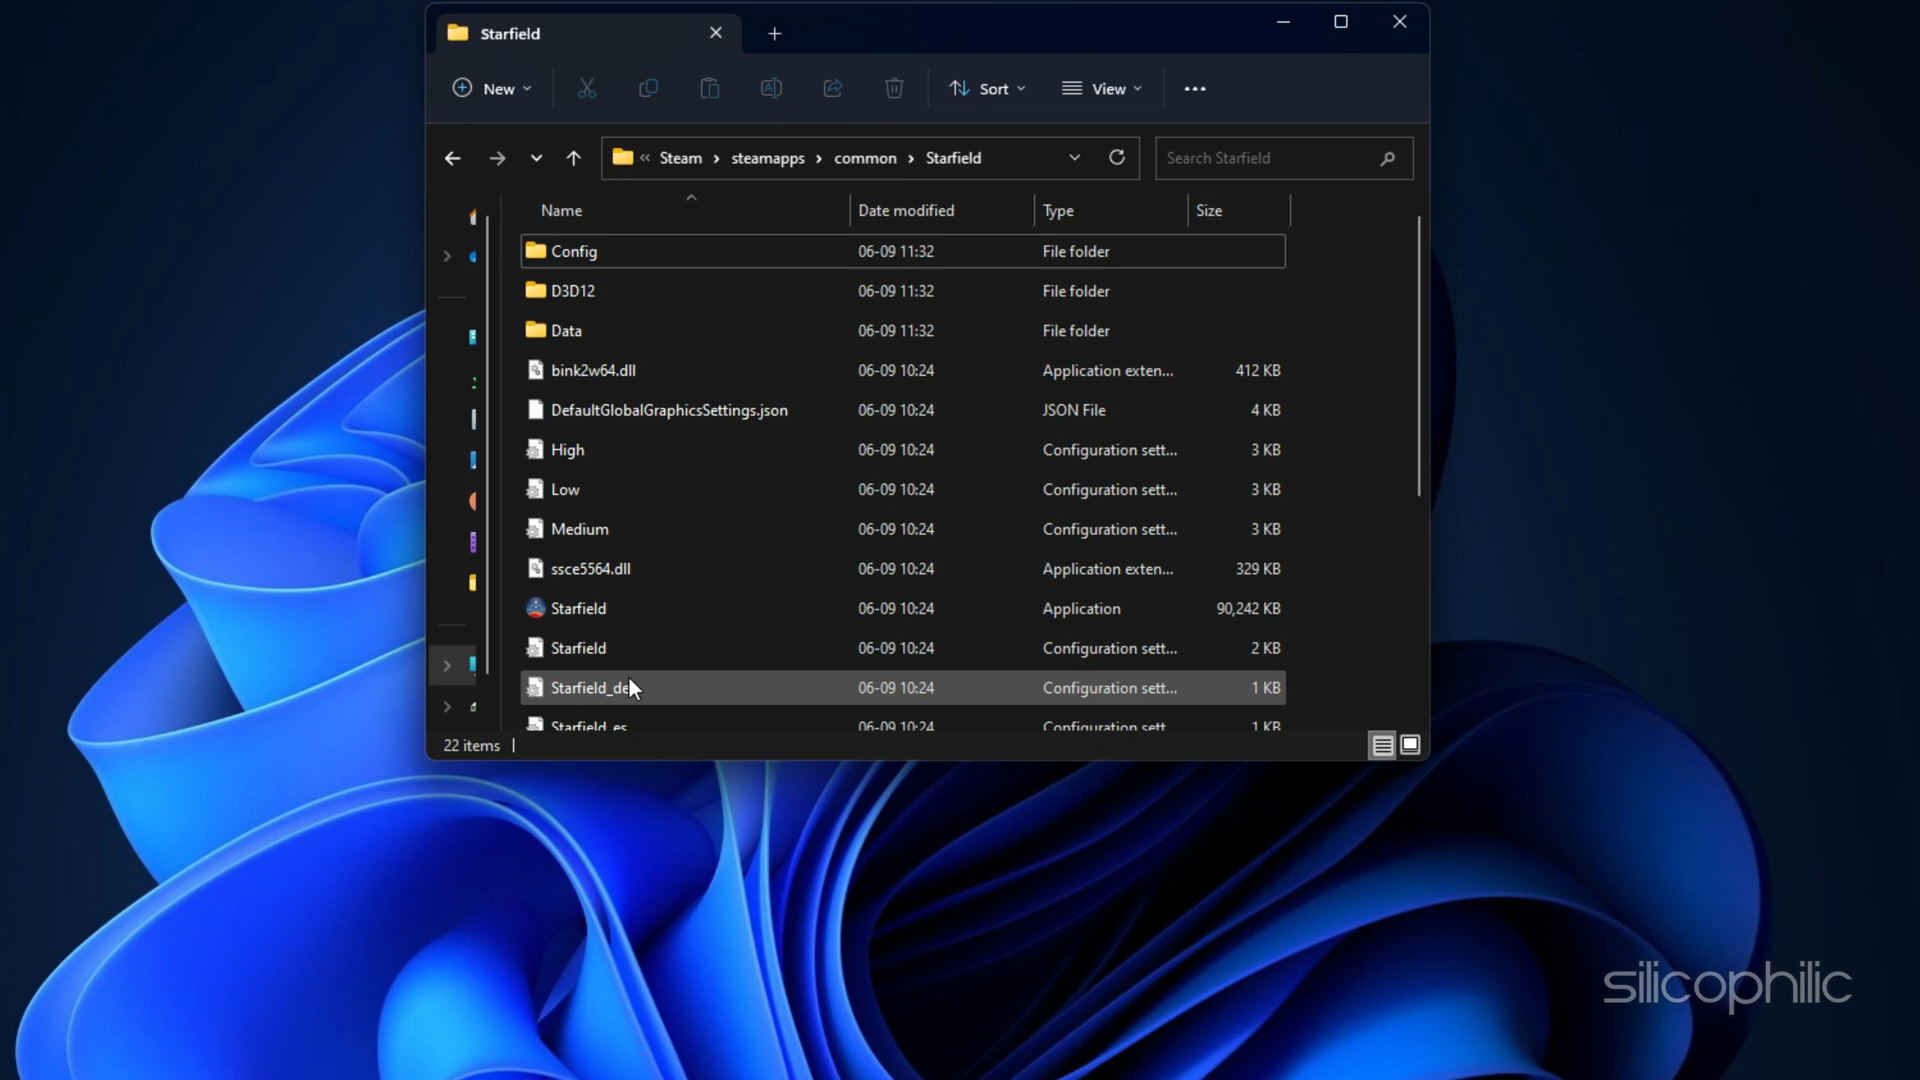 Starfield
New
Sort
View
Steam › steamapps › common › Starfield
Search Starfield
Name Date modified Type Size
Config 06-09 11:32 File folder
D3D12 06-09 11:32 File folder
Data 06-09 11:32 File folder
bink2w64.dll 06-09 10:24 Application exten... 412 KB
DefaultGlobalGraphicsSettings.json 06-09 10:24 JSON File 4 KB
High 06-09 10:24 Configuration sett... 3 KB
Low 06-09 10:24 Configuration sett... 3 KB
Medium 06-09 10:24 Configuration sett... 3 KB
ssce5564.dll 06-09 10:24 Application exten... 329 KB
Starfield 06-09 10:24 Application 90,242 KB
Starfield 06-09 10:24 Configuration sett... 2 KB
Starfield_de 06-09 10:24 Configuration sett... 1 KB
Starfield_es 06-09 10:24 Configuration sett 1 KB
22 items
silicophilic